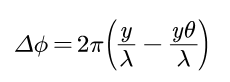 Δϕ = 2π(y/λ − yθ/λ)